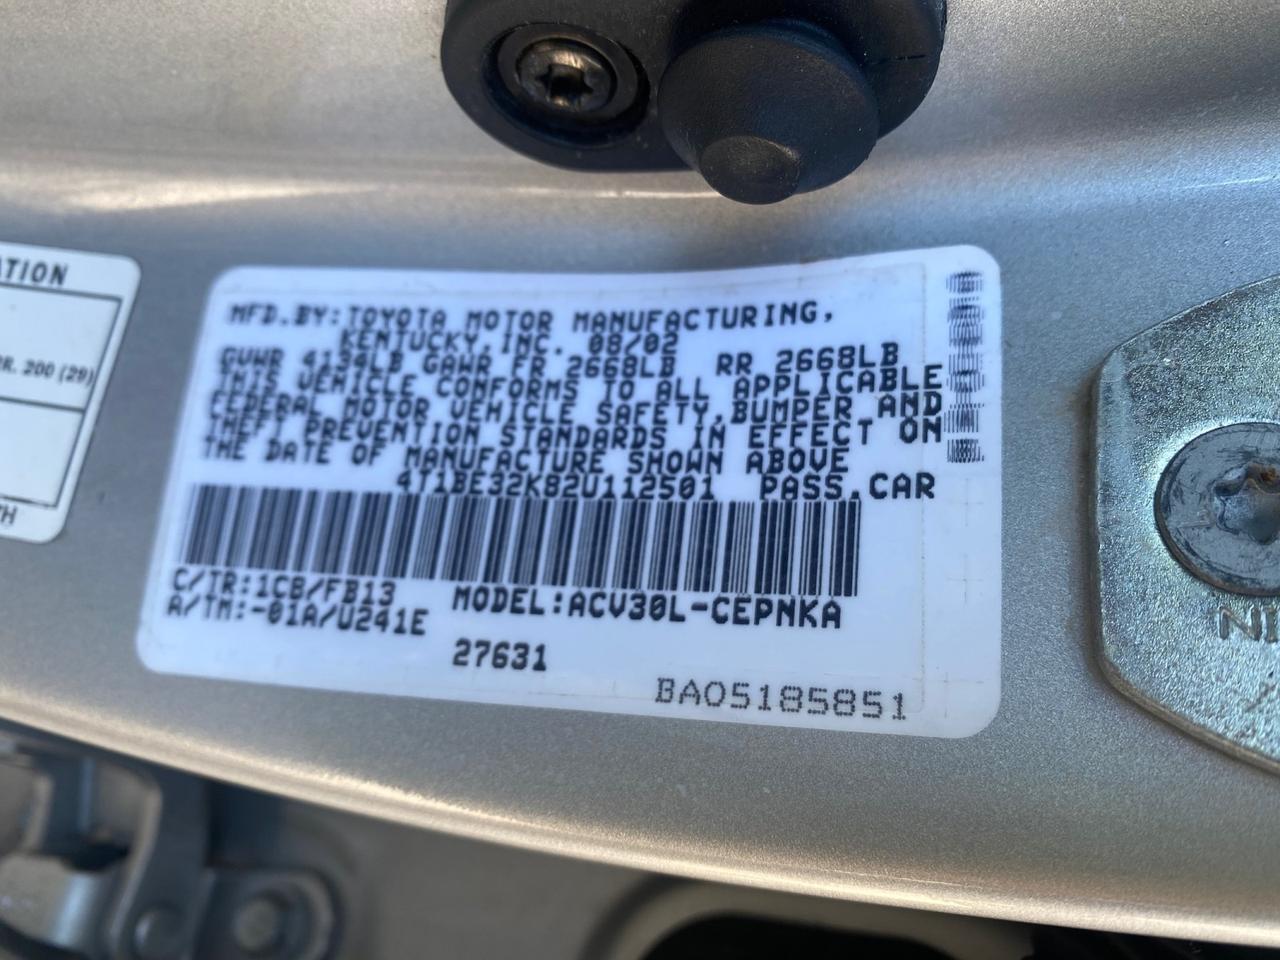 ATION
RR. 200 (29)
TH
MFD.BY:TOYOTA MOTOR MANUFACTURING,
KENTUCKY,INC. 08/02
GVWR 4134LB GAWR FR 2668LB RR 2668LB
THIS VEHICLE CONFORMS TO ALL APPLICABLE
FEDERAL MOTOR VEHICLE SAFETY,BUMPER AND
THEFT PREVENTION STANDARDS IN EFFECT ON
THE DATE OF MANUFACTURE SHOWN ABOVE
4T1BE32K82U112501 PASS.CAR
C/TR:1CB/FB13
A/TM:-01A/U241E
MODEL:ACV30L-CEPNKA
27631
BA05185851
NI